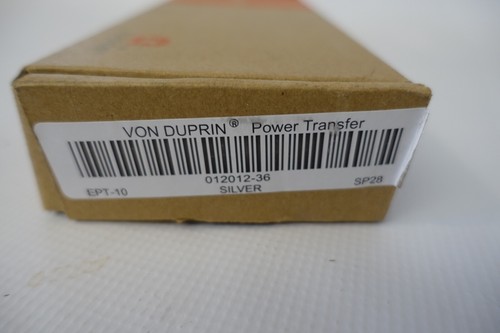 VON DUPRIN® Power Transfer
012012-36
EPT-10 SILVER SP28